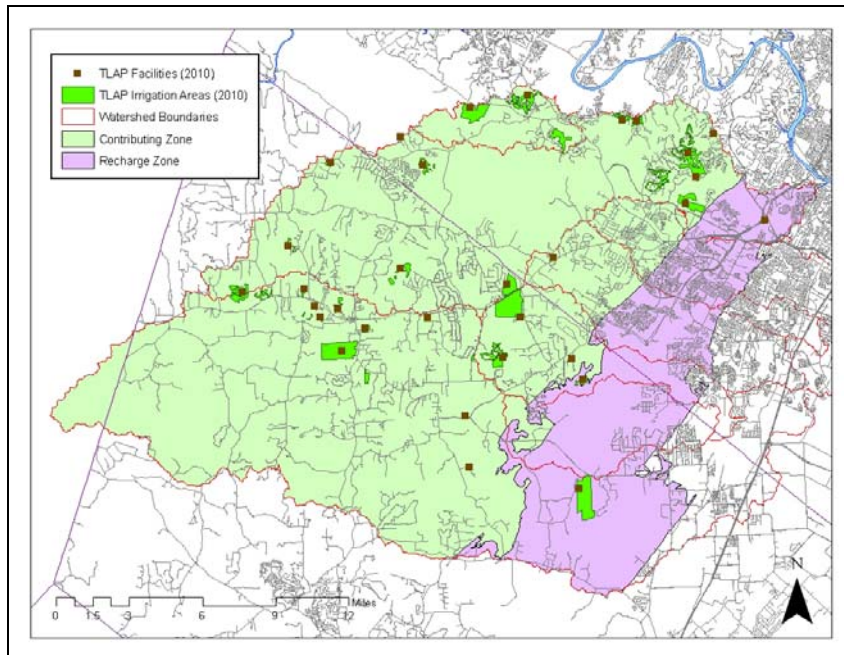 TLAP Facilities (2010)
TLAP Irrigation Areas (2010)
Watershed Boundaries
Contributing Zone
Recharge Zone
N
Miles
0 1.5 3 6 9 12